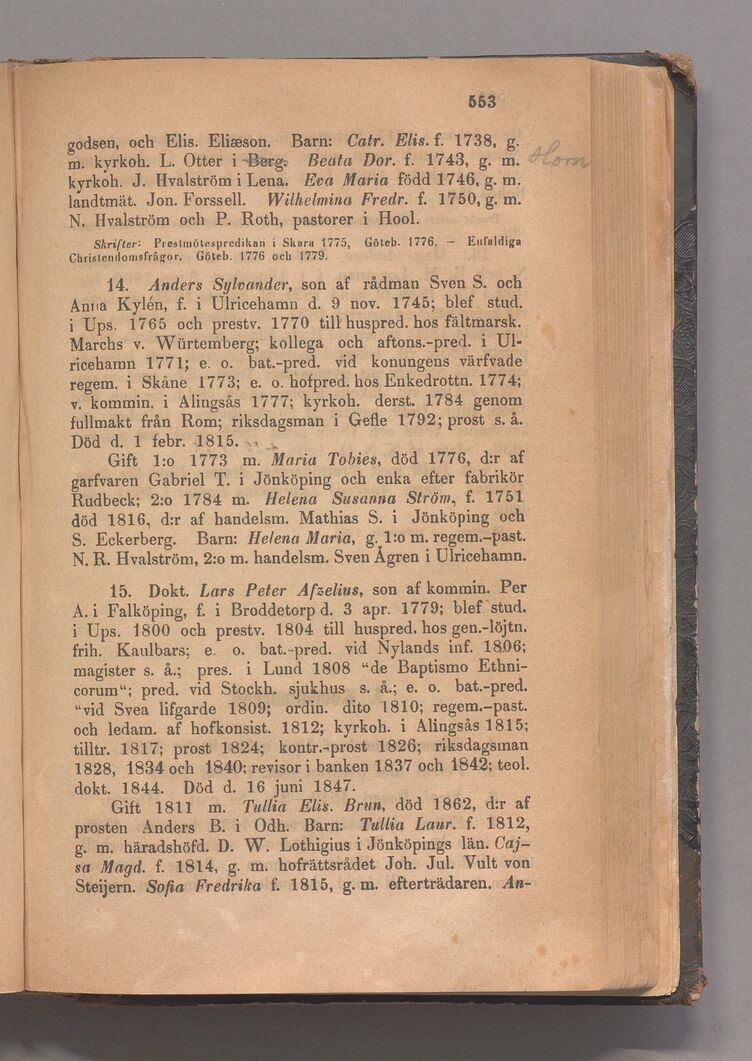 553
godsen, och Elis. Eliæson. Barn: Catr. Elis. f. 1738, g.
m. kyrkoh. L. Otter i Berg. Beata Dor. f. 1743, g. m.
kyrkoh. J. Hvalström i Lena. Eva Maria född 1746, g. m.
landtmät. Jon. Forssell. Wilhelmina Fredr. f. 1750, g. m.
N. Hvalström och P. Roth, pastorer i Hool.
Skrifter: Prestmötespredikan i Skara 1775, Göteb. 1776. — Enfaldiga
Christendomsfrågor. Göteb. 1776 och 1779.
14. Anders Sylvander, son af rådman Sven S. och
Anna Kylén, f. i Ulricehamn d. 9 nov. 1745; blef stud.
i Ups. 1765 och prestv. 1770 till huspred. hos fältmarsk.
Marchs v. Würtemberg; kollega och aftons.-pred. i Ul-
ricehamn 1771; e. o. bat.-pred. vid konungens värfvade
regem. i Skåne 1773; e. o. hofpred. hos Enkedrottn. 1774;
v. kommin. i Alingsås 1777; kyrkoh. derst. 1784 genom
fullmakt från Rom; riksdagsman i Gefle 1792; prost s. å.
Död d. 1 febr. 1815.
Gift 1:o 1773 m. Maria Tobies, död 1776, d:r af
garfvaren Gabriel T. i Jönköping och enka efter fabrikör
Rudbeck; 2:o 1784 m. Helena Susanna Ström, f. 1751
död 1816, d:r af handelsm. Mathias S. i Jönköping och
S. Eckerberg. Barn: Helena Maria, g. 1:o m. regem.-past.
N. R. Hvalström, 2:o m. handelsm. Sven Ågren i Ulricehamn.
15. Dokt. Lars Peter Afzelius, son af kommin. Per
A. i Falköping, f. i Broddetorp d. 3 apr. 1779; blef stud.
i Ups. 1800 och prestv. 1804 till huspred. hos gen.-löjtn.
frih. Kaulbars; e. o. bat.-pred. vid Nylands inf. 1806;
magister s. å.; pres. i Lund 1808 “de Baptismo Ethni-
corum“; pred. vid Stockh. sjukhus s. å.; e. o. bat.-pred.
“vid Svea lifgarde 1809; ordin. dito 1810; regem.-past.
och ledam. af hofkonsist. 1812; kyrkoh. i Alingsås 1815;
tilltr. 1817; prost 1824; kontr.-prost 1826; riksdagsman
1828, 1834 och 1840; revisor i banken 1837 och 1842; teol.
dokt. 1844. Död d. 16 juni 1847.
Gift 1811 m. Tullia Elis. Brun, död 1862, d:r af
prosten Anders B. i Odh. Barn: Tullia Laur. f. 1812,
g. m. häradshöfd. D. W. Lothigius i Jönköpings län. Caj-
sa Magd. f. 1814, g. m. hofrättsrådet Joh. Jul. Vult von
Steijern. Sofia Fredrika f. 1815, g. m. efterträdaren. An-